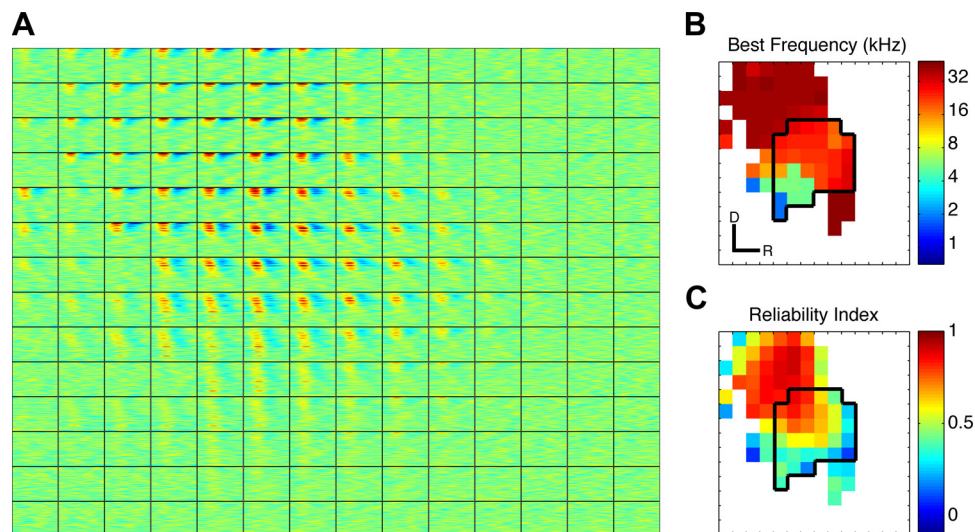 A
B
Best Frequency (kHz)
32
16
8
4
2
1
D
R
C
Reliability Index
1
0.5
0